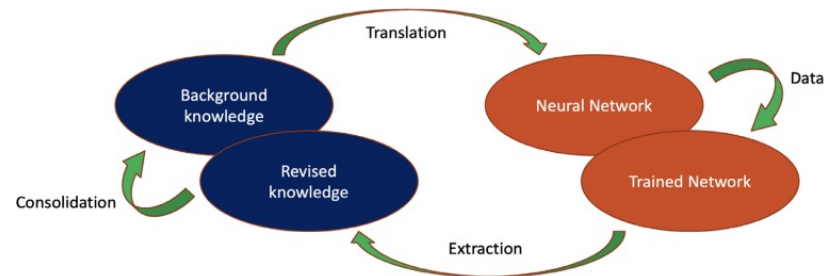 Translation
Background
knowledge
Neural Network
Data
Revised
knowledge
Trained Network
Consolidation
Extraction